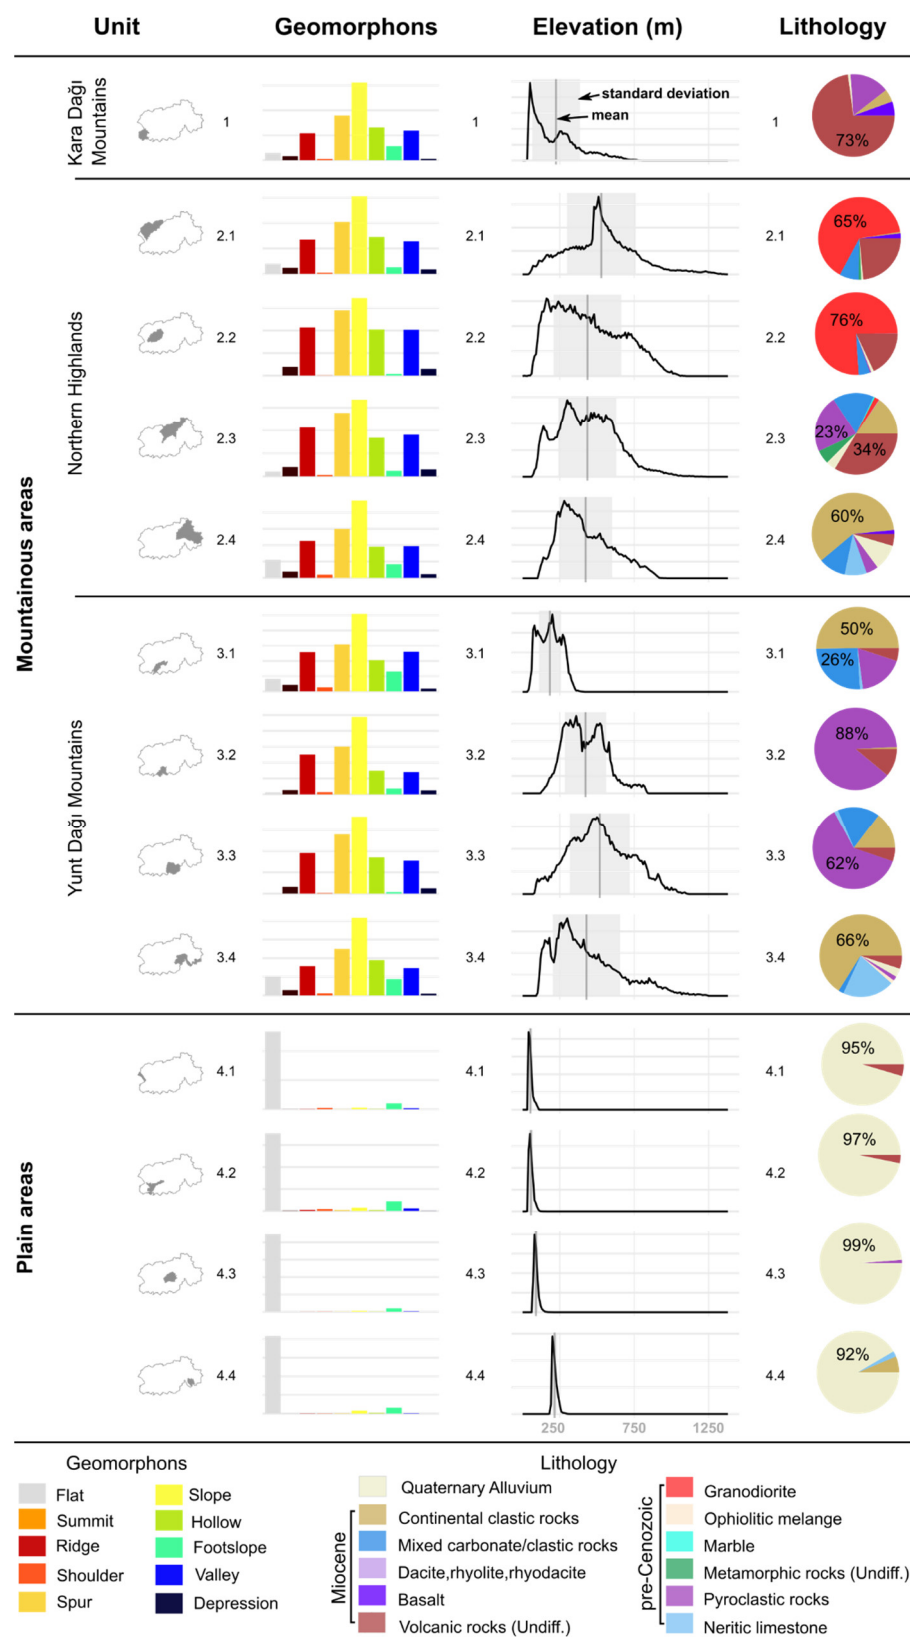 Unit Geomorphons Elevation (m) Lithology
Kara Dağı
Mountains
1 1 1
standard deviation
mean
73%
Mountainous areas
Northern Highlands
2.1 2.1 2.1
65%
2.2 2.2 2.2
76%
2.3 2.3 2.3
23%
34%
2.4 2.4 2.4
60%
Yunt Dağı Mountains
3.1 3.1 3.1
50%
26%
3.2 3.2 3.2
88%
3.3 3.3 3.3
62%
3.4 3.4 3.4
66%
Plain areas
4.1 4.1 4.1
95%
4.2 4.2 4.2
97%
4.3 4.3 4.3
99%
4.4 4.4 4.4
92%
250 750 1250
Geomorphons
Flat
Summit
Ridge
Shoulder
Spur
Slope
Hollow
Footslope
Valley
Depression
Lithology
Quaternary Alluvium
Miocene
Continental clastic rocks
Mixed carbonate/clastic rocks
Dacite,rhyolite,rhyodacite
Basalt
Volcanic rocks (Undiff.)
pre-Cenozoic
Granodiorite
Ophiolitic melange
Marble
Metamorphic rocks (Undiff.)
Pyroclastic rocks
Neritic limestone